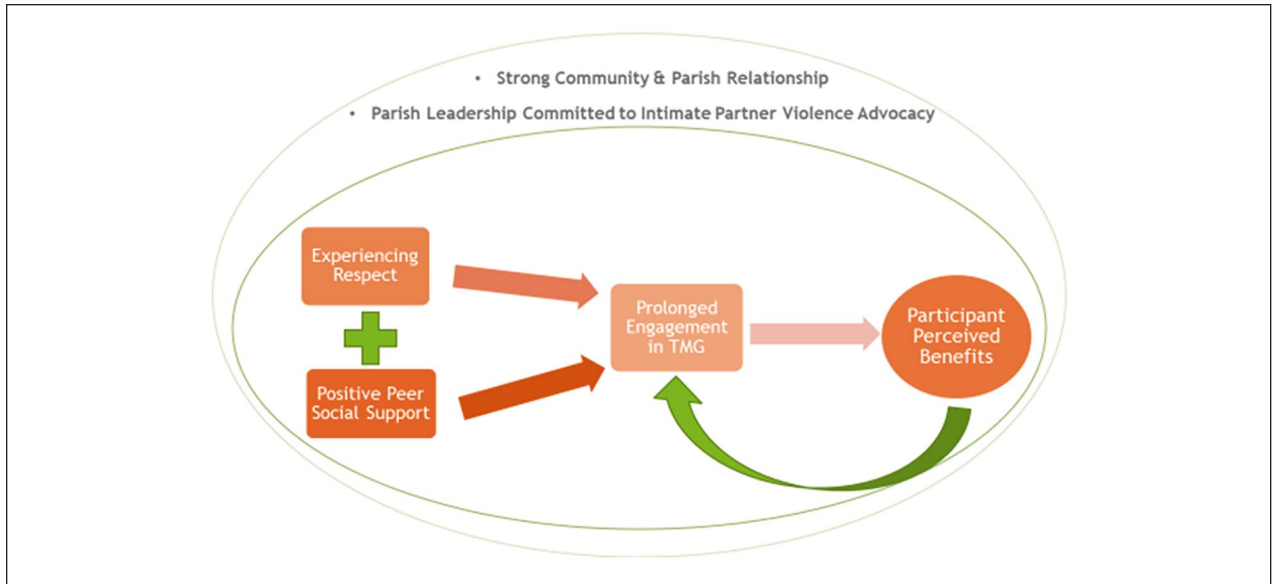 • Strong Community & Parish Relationship
• Parish Leadership Committed to Intimate Partner Violence Advocacy
Experiencing
Respect
Positive Peer
Social Support
Prolonged
Engagement
in TMG
Participant
Perceived
Benefits